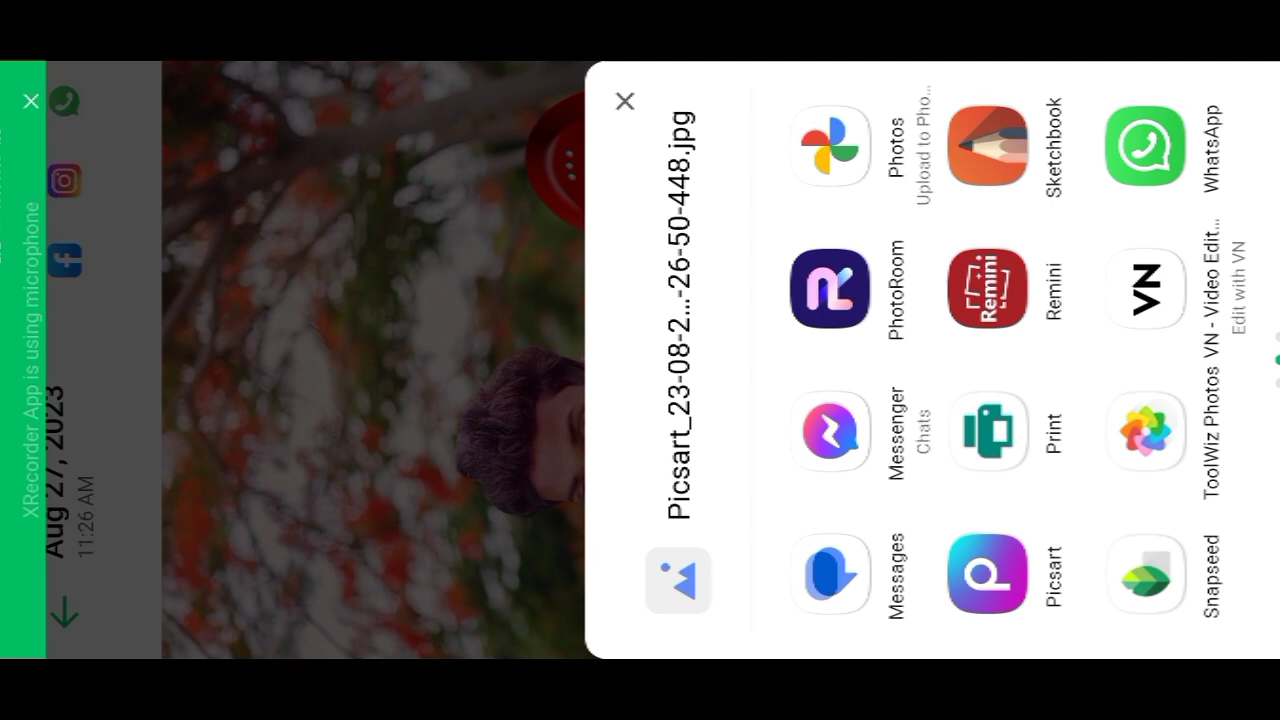 XRecorder App is using microphone
Aug 27, 2023
11:26 AM
Picsart_23-08-2...-26-50-448.jpg
Messages
Messenger
Chats
PhotoRoom
Photos
Upload to Pho...
Picsart
Print
Remini
Remini
Sketchbook
Snapseed
ToolWiz Photos
VN
VN - Video Edit...
Edit with VN
WhatsApp